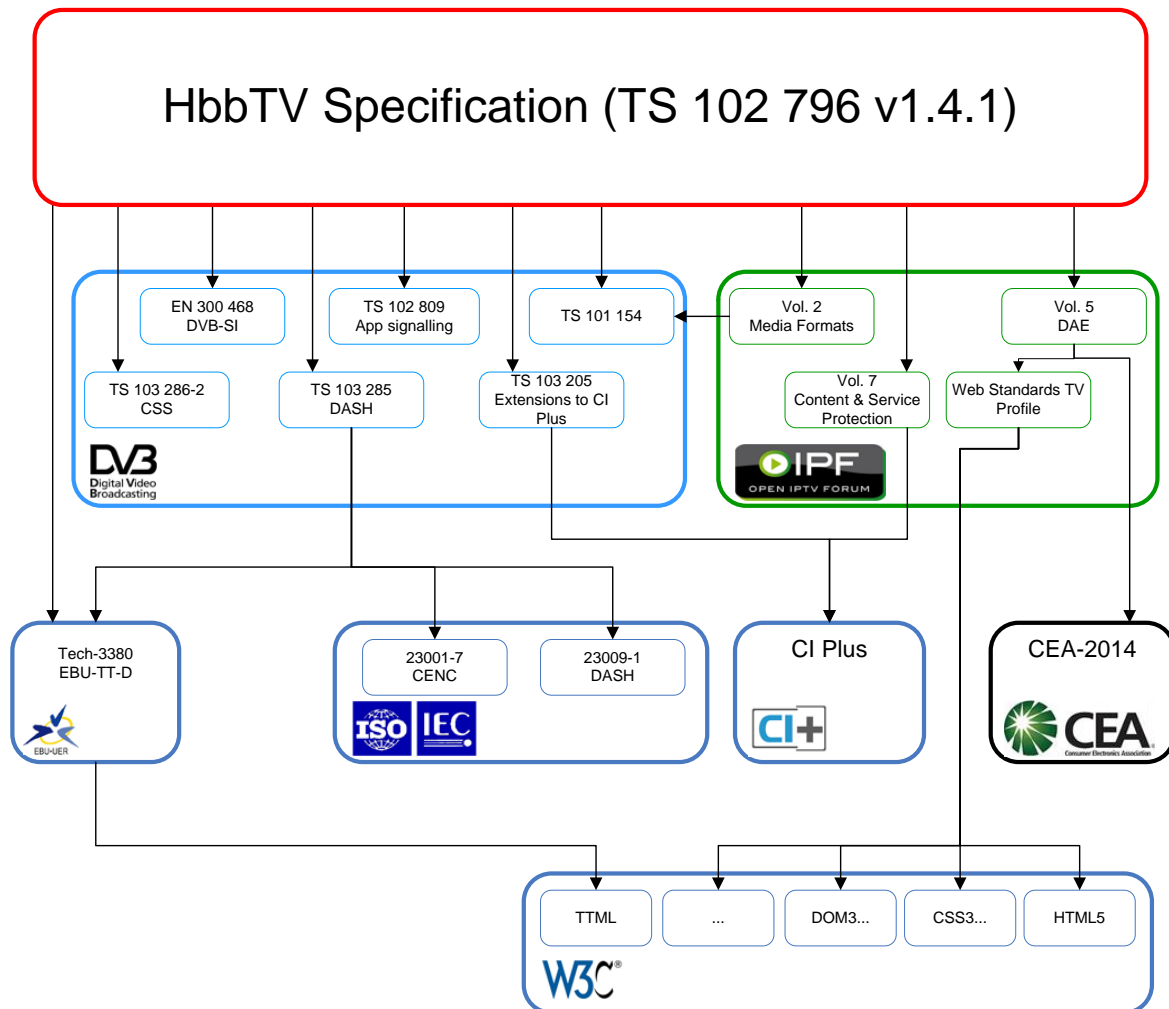 HbbTV Specification (TS 102 796 v1.4.1)
EN 300 468
DVB-SI
TS 102 809
App signalling
TS 101 154
Vol. 2
Media Formats
Vol. 5
DAE
TS 103 286-2
CSS
TS 103 285
DASH
TS 103 205
Extensions to CI
Plus
Vol. 7
Content & Service
Protection
Web Standards TV
Profile
DVB
Digital Video
Broadcasting
OIPF
OPEN IPTV FORUM
Tech-3380
EBU-TT-D
EBU·UER
23001-7
CENC
23009-1
DASH
ISO
IEC
CI Plus
CI+
CEA-2014
CEA
Consumer Electronics Association
TTML
...
DOM3...
CSS3...
HTML5
W3C®